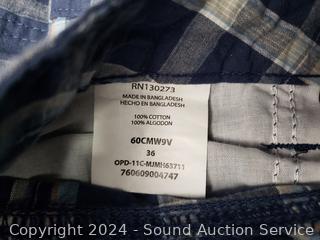 RN130273
MADE IN BANGLADESH
HECHO EN BANGLADESH
100% COTTON
100% ALGODON
60CMW9V
36
OPD-11C-MJMH63711
760609004747
Copyright © 2024 - Sound Auction Service